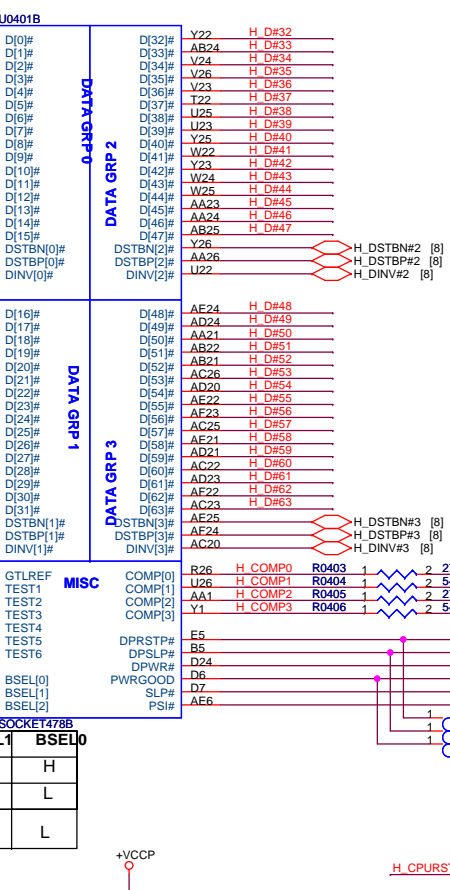 U0401B
D[0]# D[32]# Y22 H_D#32
D[1]# D[33]# AB24 H_D#33
D[2]# D[34]# V24 H_D#34
D[3]# D[35]# V26 H_D#35
D[4]# D[36]# V23 H_D#36
D[5]# D[37]# T22 H_D#37
D[6]# D[38]# U25 H_D#38
D[7]# D[39]# U23 H_D#39
D[8]# D[40]# Y25 H_D#40
D[9]# D[41]# W22 H_D#41
D[10]# D[42]# Y23 H_D#42
D[11]# D[43]# W24 H_D#43
D[12]# D[44]# W25 H_D#44
D[13]# D[45]# AA23 H_D#45
D[14]# D[46]# AA24 H_D#46
D[15]# D[47]# AB25 H_D#47
DSTBN[0]# DSTBN[2]# Y26 H_DSTBN#2 [8]
DSTBP[0]# DSTBP[2]# AA26 H_DSTBP#2 [8]
DINV[0]# DINV[2]# U22 H_DINV#2 [8]
DATA GRP 0
DATA GRP 2
D[16]# D[48]# AE24 H_D#48
D[17]# D[49]# AD24 H_D#49
D[18]# D[50]# AA21 H_D#50
D[19]# D[51]# AB22 H_D#51
D[20]# D[52]# AB21 H_D#52
D[21]# D[53]# AC26 H_D#53
D[22]# D[54]# AD20 H_D#54
D[23]# D[55]# AE22 H_D#55
D[24]# D[56]# AF23 H_D#56
D[25]# D[57]# AC25 H_D#57
D[26]# D[58]# AE21 H_D#58
D[27]# D[59]# AD21 H_D#59
D[28]# D[60]# AC22 H_D#60
D[29]# D[61]# AD23 H_D#61
D[30]# D[62]# AF22 H_D#62
D[31]# D[63]# AC23 H_D#63
DSTBN[1]# DSTBN[3]# AE25 H_DSTBN#3 [8]
DSTBP[1]# DSTBP[3]# AF24 H_DSTBP#3 [8]
DINV[1]# DINV[3]# AC20 H_DINV#3 [8]
DATA GRP 1
DATA GRP 3
GTLREF MISC COMP[0] R26 H_COMP0 R0403 1 2
TEST1 COMP[1] U26 H_COMP1 R0404 1 2
TEST2 COMP[2] AA1 H_COMP2 R0405 1 2
TEST3 COMP[3] Y1 H_COMP3 R0406 1 2
TEST4
TEST5 DPRSTP# E5
TEST6 DPSLP# B5
DPWR# D24
BSEL[0] PWRGOOD D6
BSEL[1] SLP# D7
BSEL[2] PSI# AE6
1
1
1
SOCKET478B
L1 BSEL0
H
L
L
+VCCP
H_CPURST